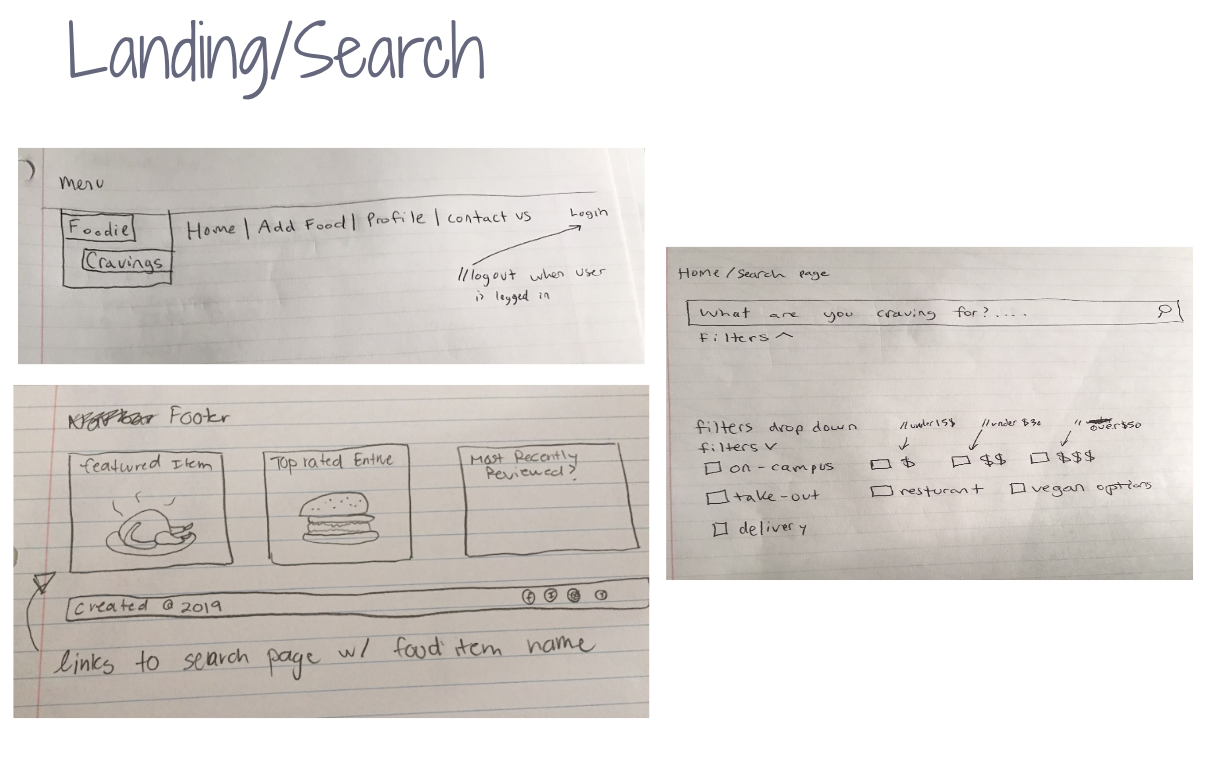 Landing/Search
menu
Foodie
Cravings
Home | Add Food | Profile | contact us
Login
//logout when user
is logged in
Footer
featured Item
Top rated Entrie
Most Recently
Reviewed?
Created @ 2019
links to search page w/ food item name
Home / Search page
What are you craving for?....
Filters ^
filters drop down
//under 15$
//under $30
// over $50
filters v
on-campus
$
$$
$$$
take-out
resturant
vegan options
delivery